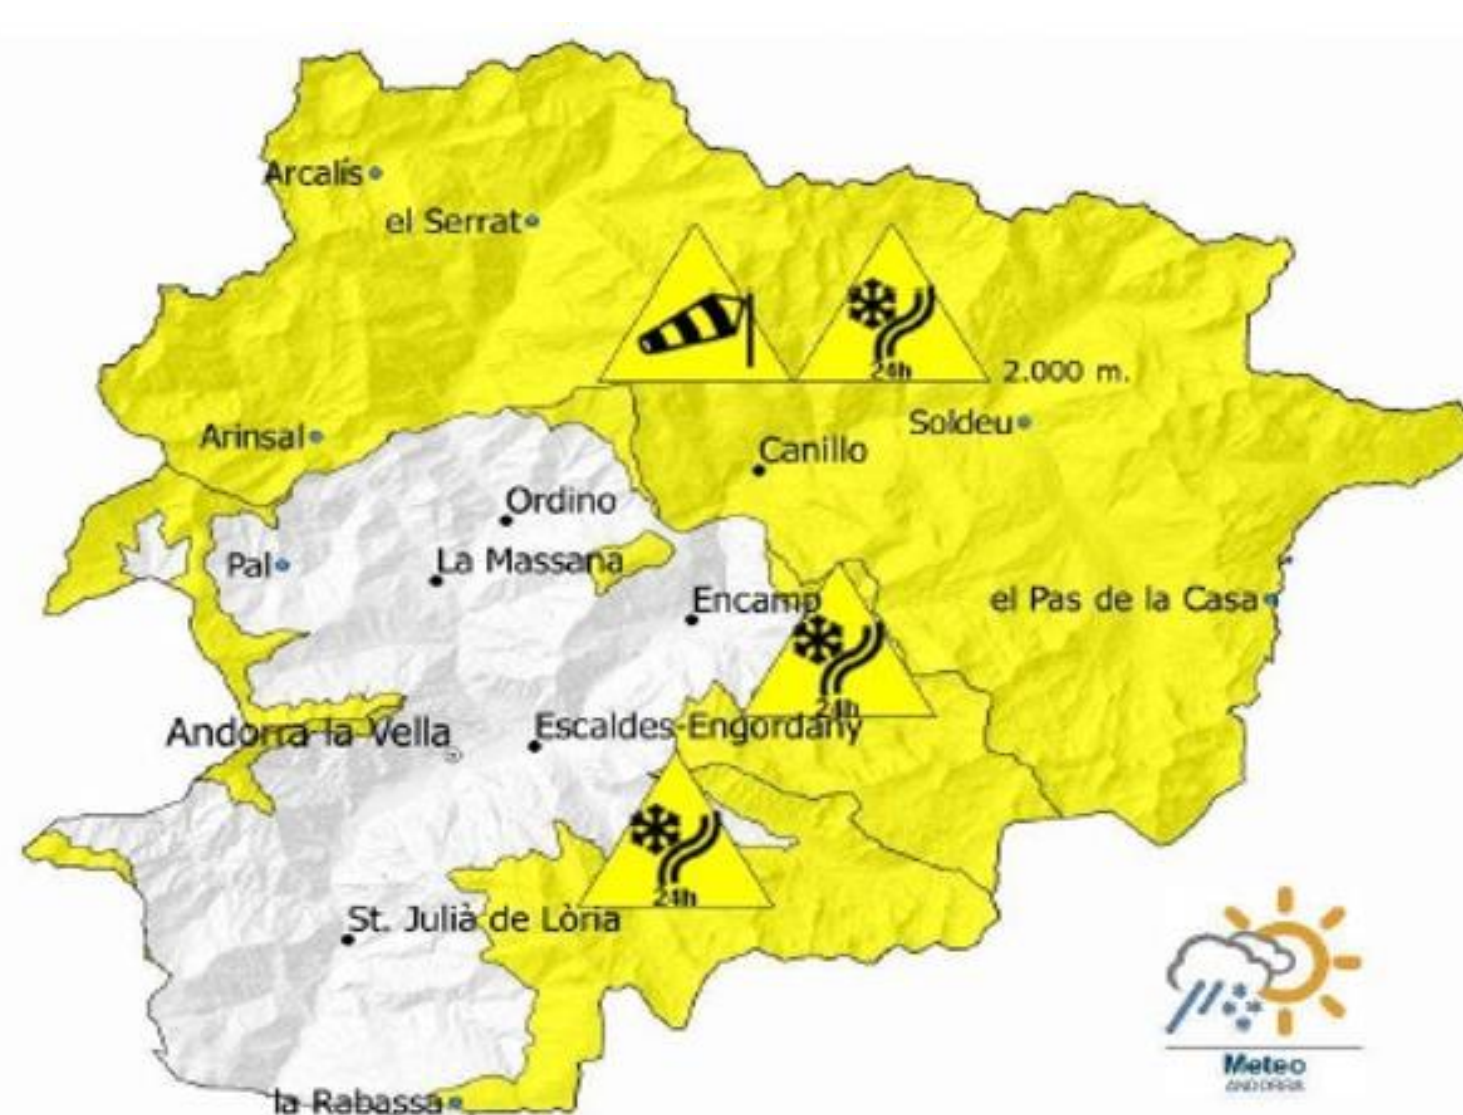 Arcalís
el Serrat
24h
2.000 m.
Arinsal
Soldeu
Canillo
Ordino
La Massana
Pal
Encamp
el Pas de la Casa
24h
Andorra la Vella
Escaldes-Engordany
24h
St. Julià de Lòria
Meteo
ANDORRA
la Rabassa